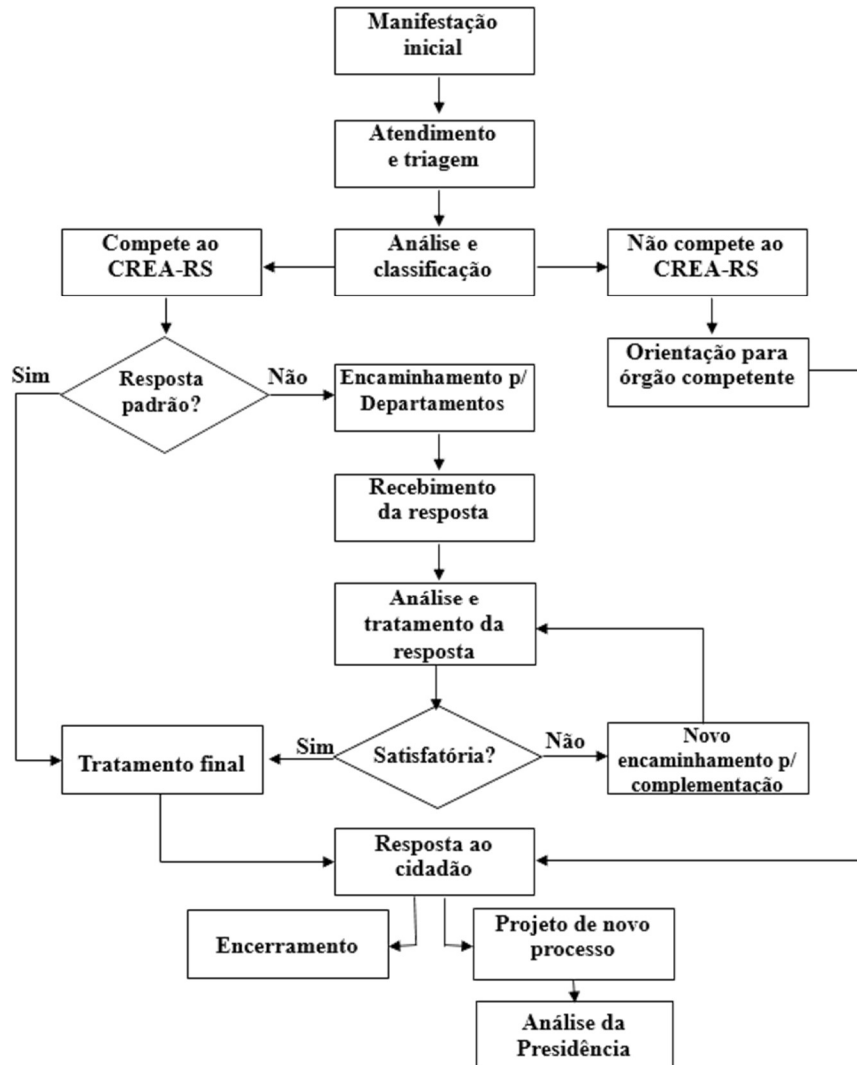 Manifestação
inicial
Atendimento
e triagem
Compete ao
CREA-RS
Análise e
classificação
Não compete ao
CREA-RS
Sim
Resposta
padrão?
Não
Encaminhamento p/
Departamentos
Orientação para
órgão competente
Recebimento
da resposta
Análise e
tratamento da
resposta
Tratamento final
Sim
Satisfatória?
Não
Novo
encaminhamento p/
complementação
Resposta ao
cidadão
Encerramento
Projeto de novo
processo
Análise da
Presidência